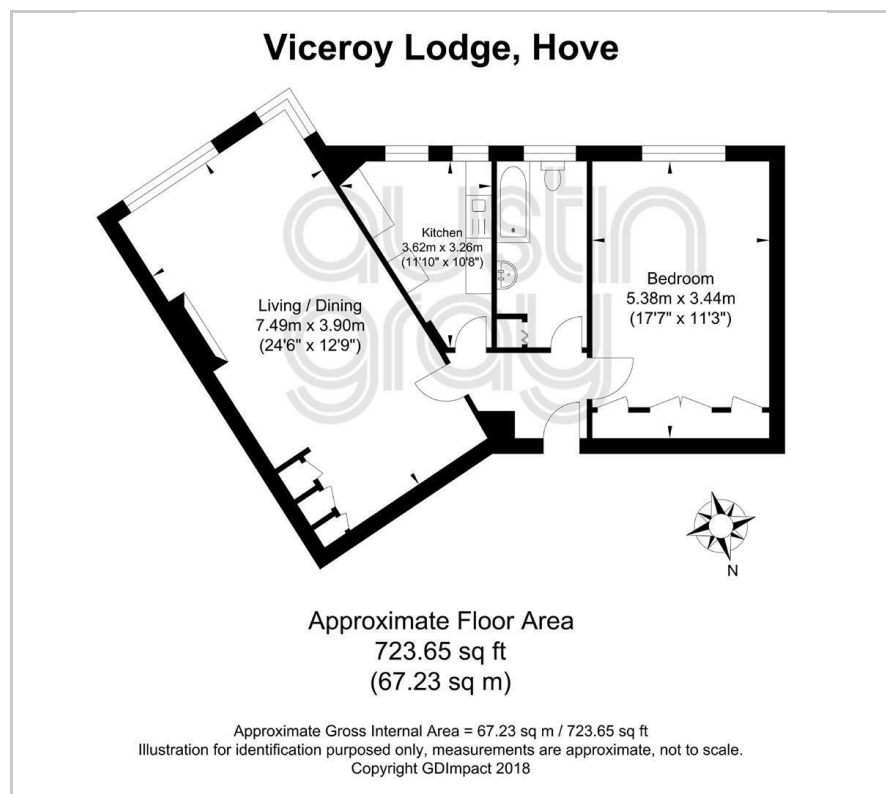 Viceroy Lodge, Hove
austin
gray
Kitchen
3.62m x 3.26m
(11'10" x 10'8")
Living / Dining
7.49m x 3.90m
(24'6" x 12'9")
Bedroom
5.38m x 3.44m
(17'7" x 11'3")
N
Approximate Floor Area
723.65 sq ft
(67.23 sq m)
Approximate Gross Internal Area = 67.23 sq m / 723.65 sq ft
Illustration for identification purposed only, measurements are approximate, not to scale.
Copyright GDImpact 2018